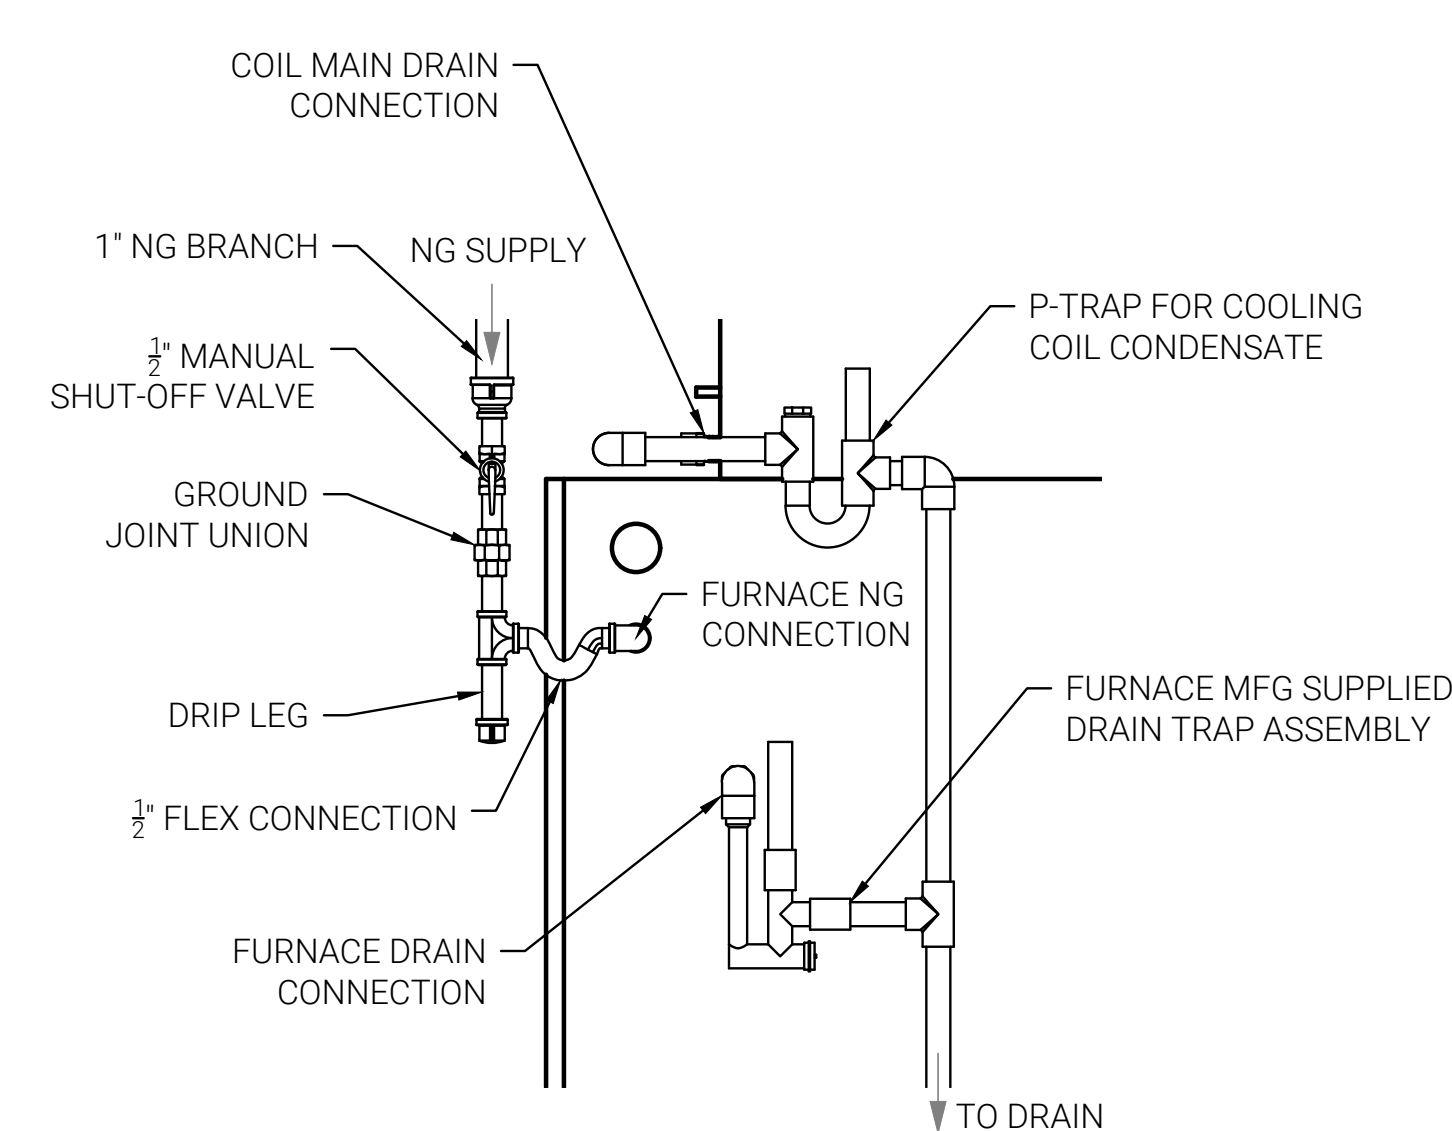 COIL MAIN DRAIN
CONNECTION
1" NG BRANCH
NG SUPPLY
P-TRAP FOR COOLING
COIL CONDENSATE
1/2" MANUAL
SHUT-OFF VALVE
GROUND
JOINT UNION
FURNACE NG
CONNECTION
DRIP LEG
FURNACE MFG SUPPLIED
DRAIN TRAP ASSEMBLY
1/2" FLEX CONNECTION
FURNACE DRAIN
CONNECTION
TO DRAIN